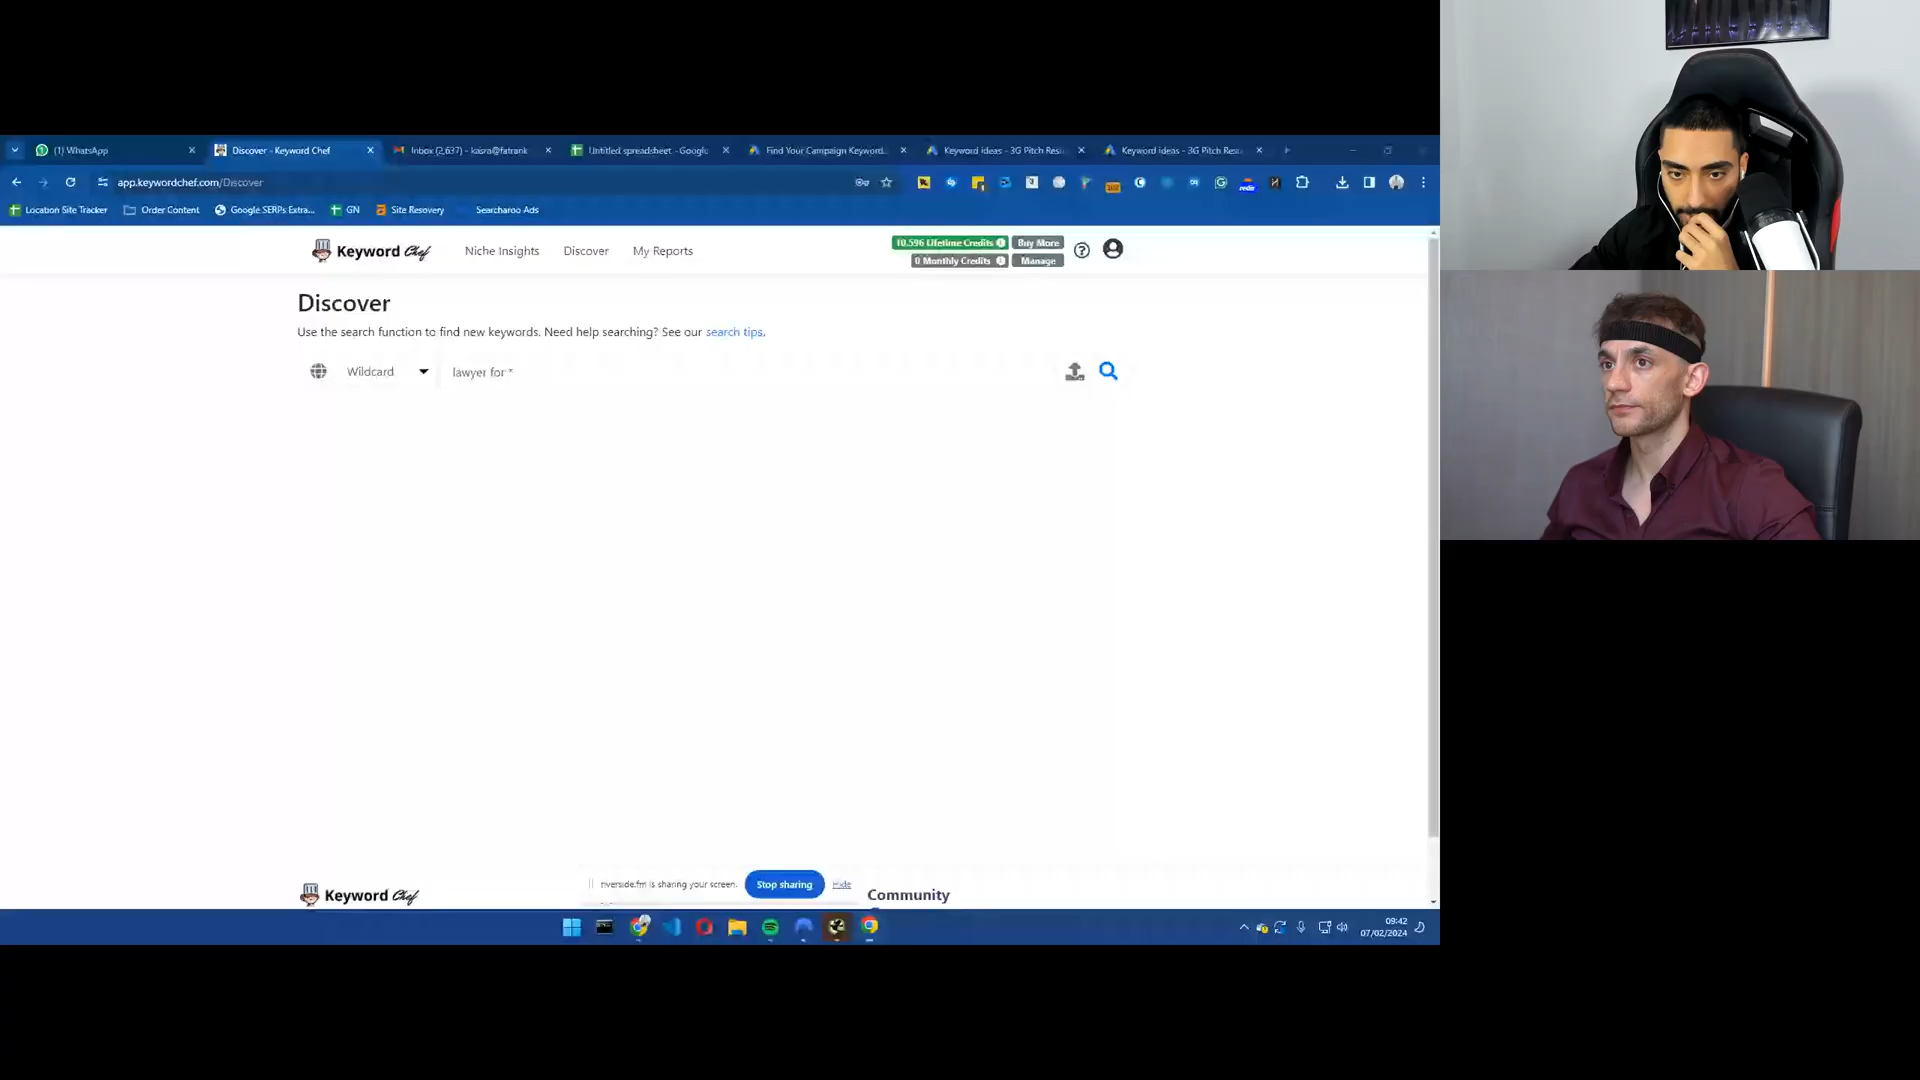 (1) WhatsApp
Discover - Keyword Chef
Inbox (2,637) - kasra@fatrank
Untitled spreadsheet - Google
Find Your Campaign Keyword
Keyword ideas - 3G Pitch Res
Keyword ideas - 3G Pitch Res
app.keywordchef.com/Discover
Location Site Tracker
Order Content
Google SERPs Extra...
GN
Site Recovery
Searcharoo Ads
Keyword Chef
Niche Insights
Discover
My Reports
10,596 Lifetime Credits
Buy More
0 Monthly Credits
Manage
Discover
Use the search function to find new keywords. Need help searching? See our search tips.
Wildcard
lawyer for *
Keyword Chef
riverside.fm is sharing your screen.
Stop sharing
Hide
Community
09:42
07/02/2024